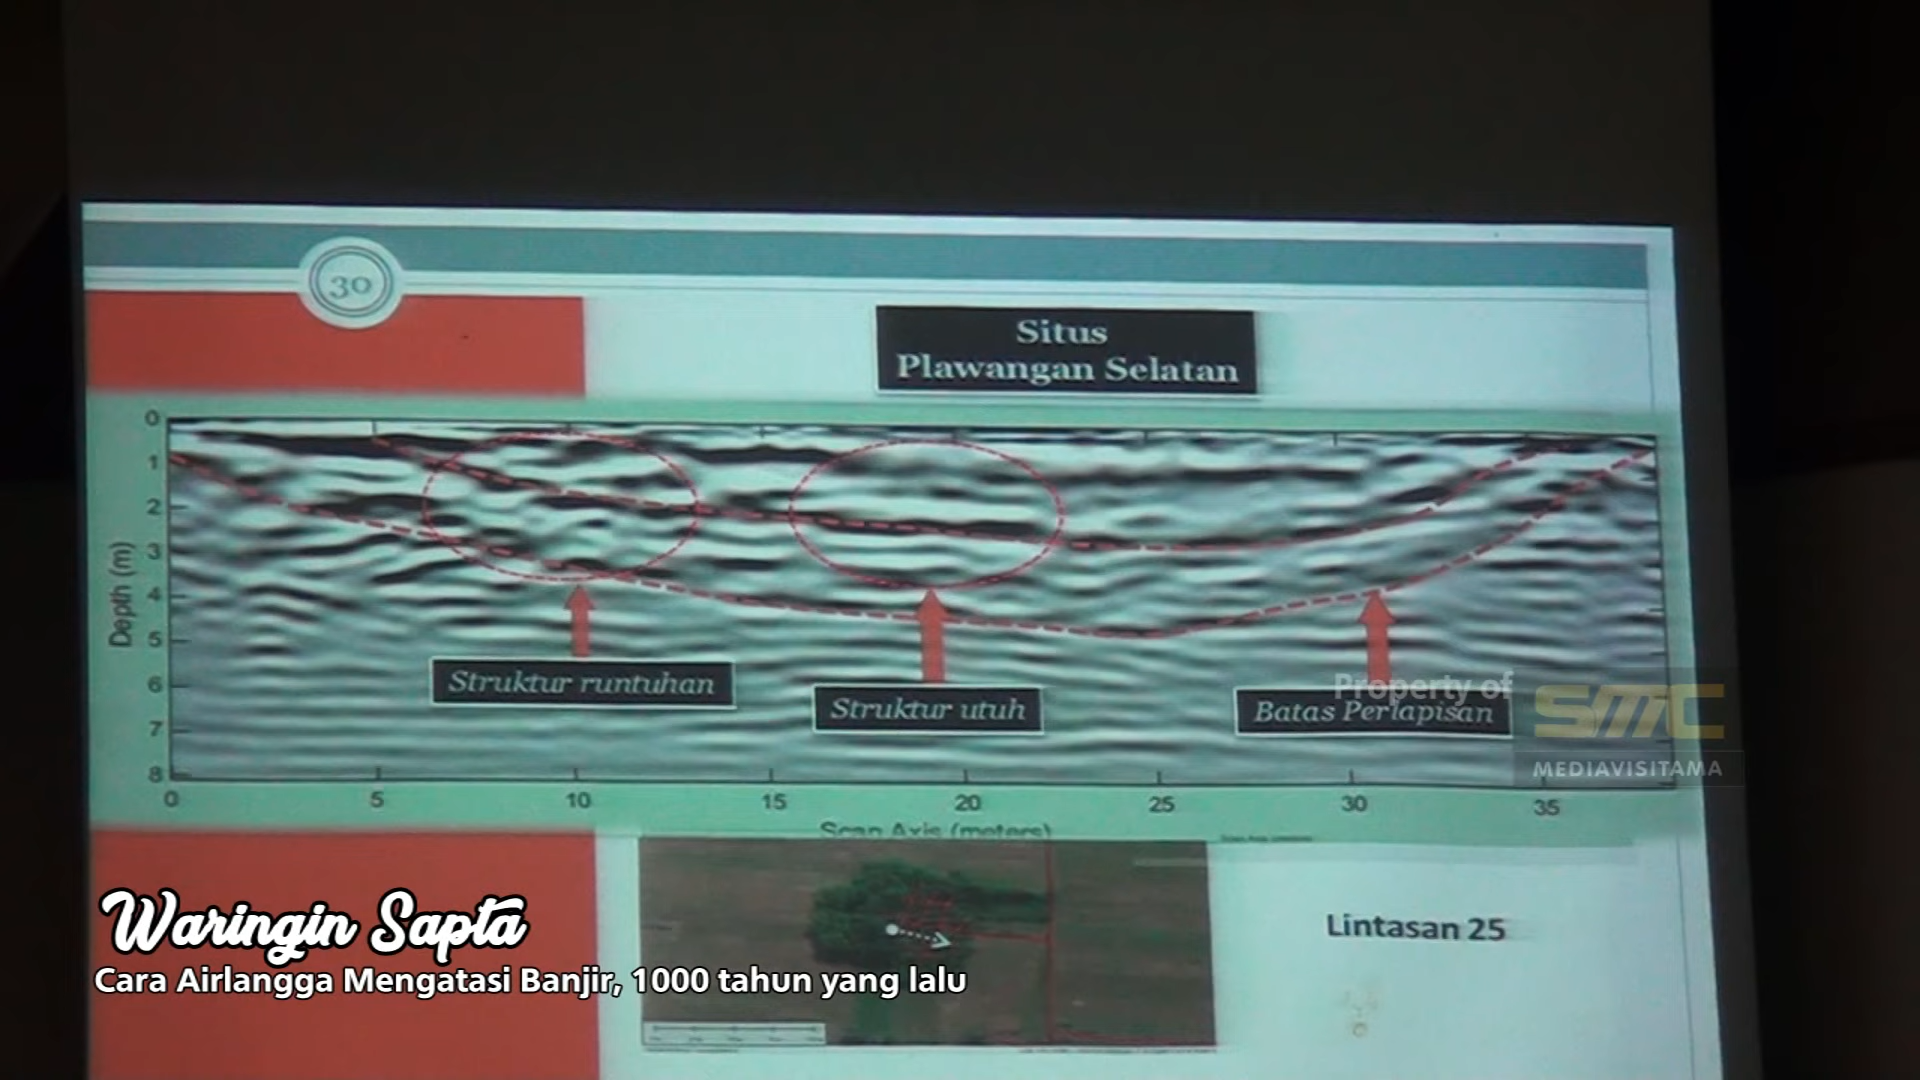 30
Situs
Plawangan Selatan
0
1
2
3
4
5
6
7
8
Depth (m)
Struktur runtuhan
Struktur utuh
Batas Perlapisan
Property of
SMC
MEDIAVISITAMA
0 5 10 15 20 25 30 35
Scan Axis (meters)
Waringin Sapta
Cara Airlangga Mengatasi Banjir, 1000 tahun yang lalu
Lintasan 25